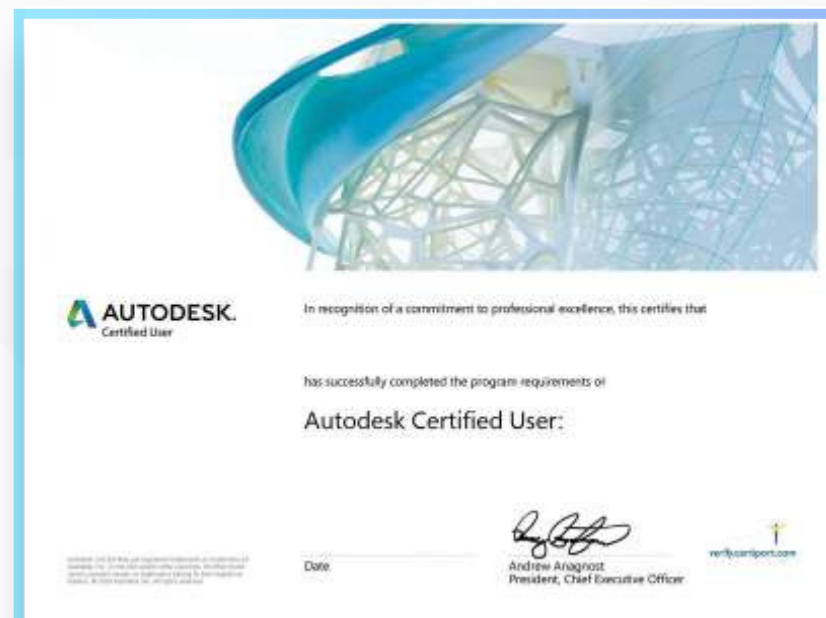 AUTODESK.
Certified User
In recognition of a commitment to professional excellence, this certifies that
has successfully completed the program requirements of
Autodesk Certified User:
Date
Andrew Anagnost
President, Chief Executive Officer
verify.certiport.com